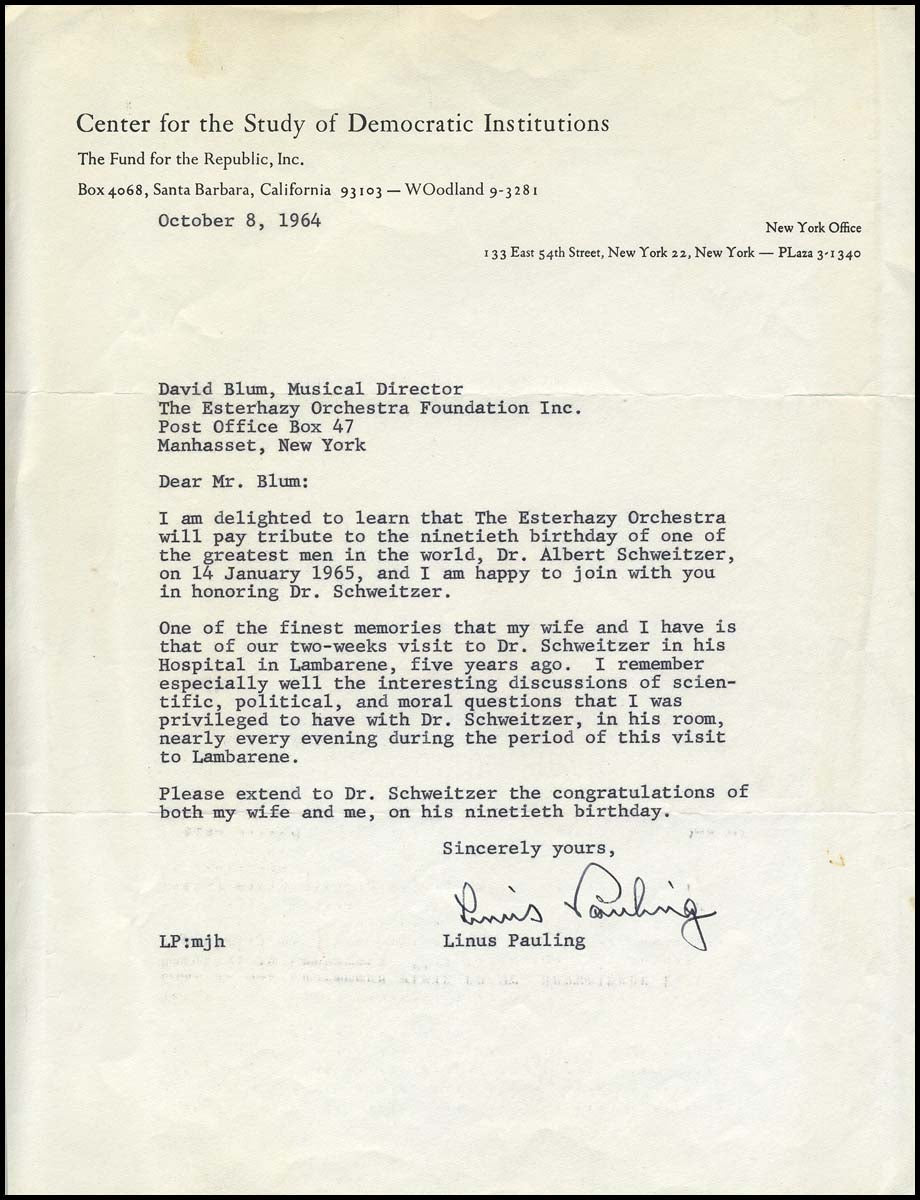 Center for the Study of Democratic Institutions
The Fund for the Republic, Inc.
Box 4068, Santa Barbara, California 93103 — WOodland 9-3281
October 8, 1964
New York Office
133 East 54th Street, New York 22, New York — PLaza 3-1340
David Blum, Musical Director
The Esterhazy Orchestra Foundation Inc.
Post Office Box 47
Manhasset, New York
Dear Mr. Blum:
I am delighted to learn that The Esterhazy Orchestra
will pay tribute to the ninetieth birthday of one of
the greatest men in the world, Dr. Albert Schweitzer,
on 14 January 1965, and I am happy to join with you
in honoring Dr. Schweitzer.
One of the finest memories that my wife and I have is
that of our two-weeks visit to Dr. Schweitzer in his
Hospital in Lambarene, five years ago. I remember
especially well the interesting discussions of scien-
tific, political, and moral questions that I was
privileged to have with Dr. Schweitzer, in his room,
nearly every evening during the period of this visit
to Lambarene.
Please extend to Dr. Schweitzer the congratulations of
both my wife and me, on his ninetieth birthday.
Sincerely yours,
Linus Pauling
LP:mjh Linus Pauling